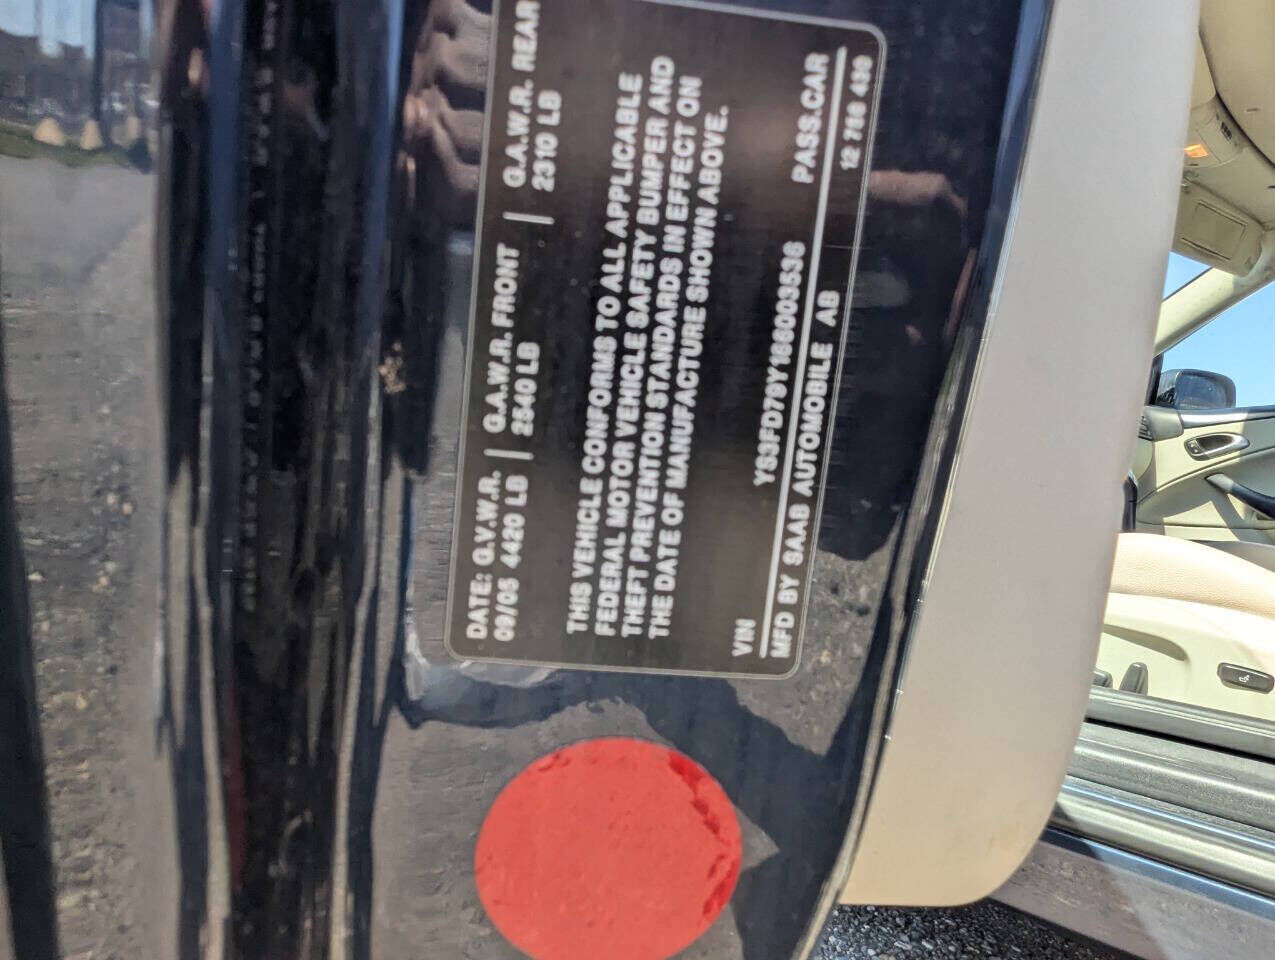 DATE: G.V.W.R. | G.A.W.R. FRONT | G.A.W.R. REAR
09/05 4420 LB | 2540 LB | 2310 LB
THIS VEHICLE CONFORMS TO ALL APPLICABLE
FEDERAL MOTOR VEHICLE SAFETY BUMPER AND
THEFT PREVENTION STANDARDS IN EFFECT ON
THE DATE OF MANUFACTURE SHOWN ABOVE.
VIN YS3FD79Y166003536 PASS.CAR
MFD BY SAAB AUTOMOBILE AB 12 768 439